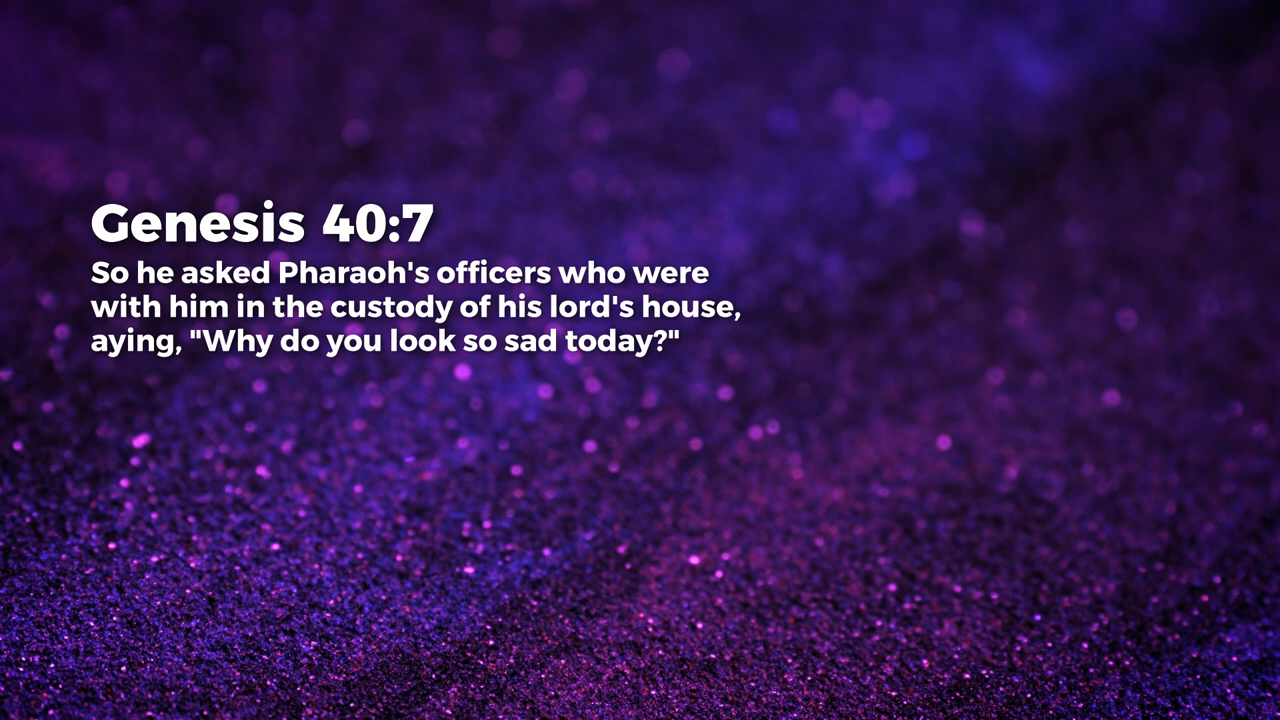 Genesis 40:7
So he asked Pharaoh's officers who were
with him in the custody of his lord's house,
aying, "Why do you look so sad today?"